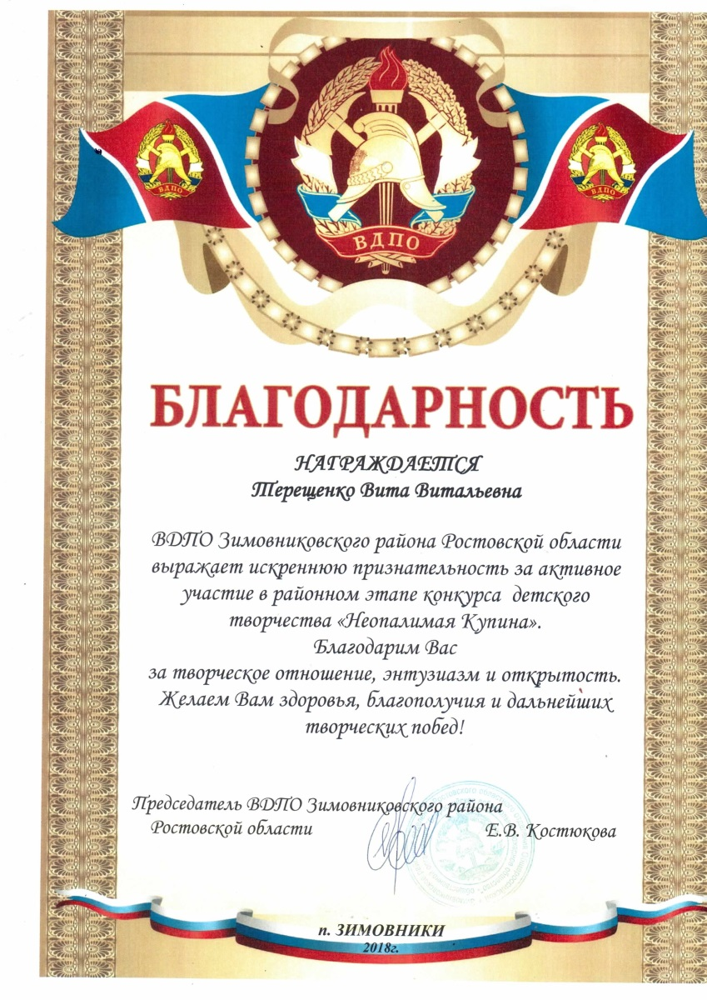 ВДПО
ВДПО
ВДПО
БЛАГОДАРНОСТЬ
НАГРАЖДАЕТСЯ
Терещенко Вита Витальевна
ВДПО Зимовниковского района Ростовской области
выражает искреннюю признательность за активное
участие в районном этапе конкурса детского
творчества «Неопалимая Купина».
Благодарим Вас
за творческое отношение, энтузиазм и открытость.
Желаем Вам здоровья, благополучия и дальнейших
творческих побед!
Председатель ВДПО Зимовниковского района
Ростовской области Е.В. Костюкова
п. ЗИМОВНИКИ
2018г.